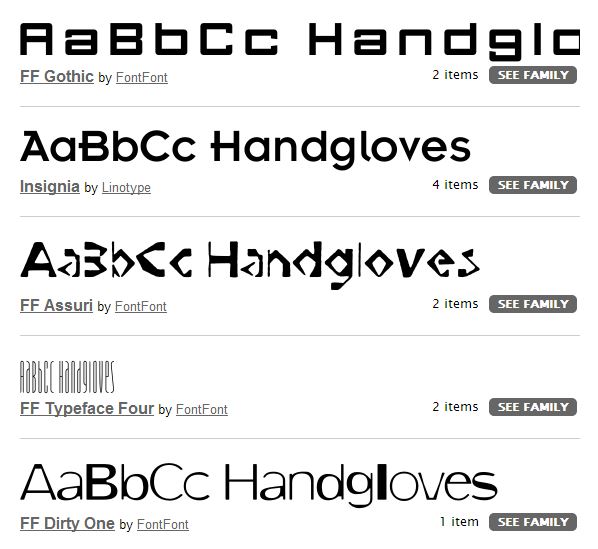 AaBbCc Handglo
FF Gothic by FontFont 2 items SEE FAMILY
AaBbCc Handgloves
Insignia by Linotype 4 items SEE FAMILY
AaBbCc Handgloves
FF Assuri by FontFont 2 items SEE FAMILY
AaBbCc Handgloves
FF Typeface Four by FontFont 2 items SEE FAMILY
AaBbCc Handgloves
FF Dirty One by FontFont 1 item SEE FAMILY